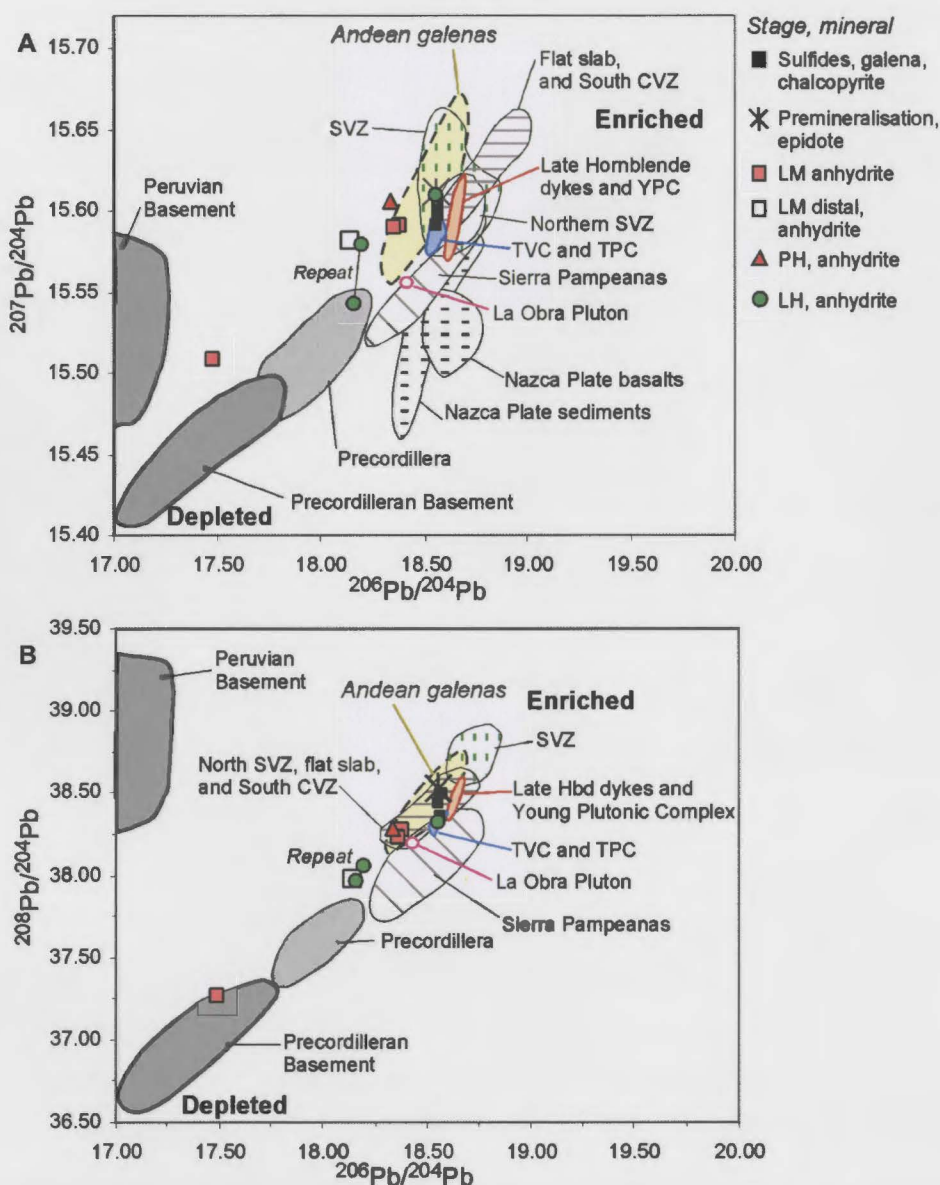 A
Andean galenas
Flat slab,
and South CVZ
SVZ
Enriched
Peruvian
Basement
Late Hornblende
dykes and YPC
Northern SVZ
TVC and TPC
Repeat
Sierra Pampeanas
La Obra Pluton
Nazca Plate basalts
Nazca Plate sediments
Precordillera
Precordilleran Basement
Depleted
15.70
15.65
15.60
15.55
15.50
15.45
15.40
207Pb/204Pb
17.00 17.50 18.00 18.50 19.00 19.50 20.00
206Pb/204Pb
Stage, mineral
Sulfides, galena,
chalcopyrite
Premineralisation,
epidote
LM anhydrite
LM distal,
anhydrite
PH, anhydrite
LH, anhydrite
B
Peruvian
Basement
Andean galenas
Enriched
SVZ
North SVZ, flat slab,
and South CVZ
Late Hbd dykes and
Young Plutonic Complex
Repeat
TVC and TPC
La Obra Pluton
Sierra Pampeanas
Precordillera
Precordilleran
Basement
Depleted
39.50
39.00
38.50
38.00
37.50
37.00
36.50
208Pb/204Pb
17.00 17.50 18.00 18.50 19.00 19.50 20.00
206Pb/204Pb